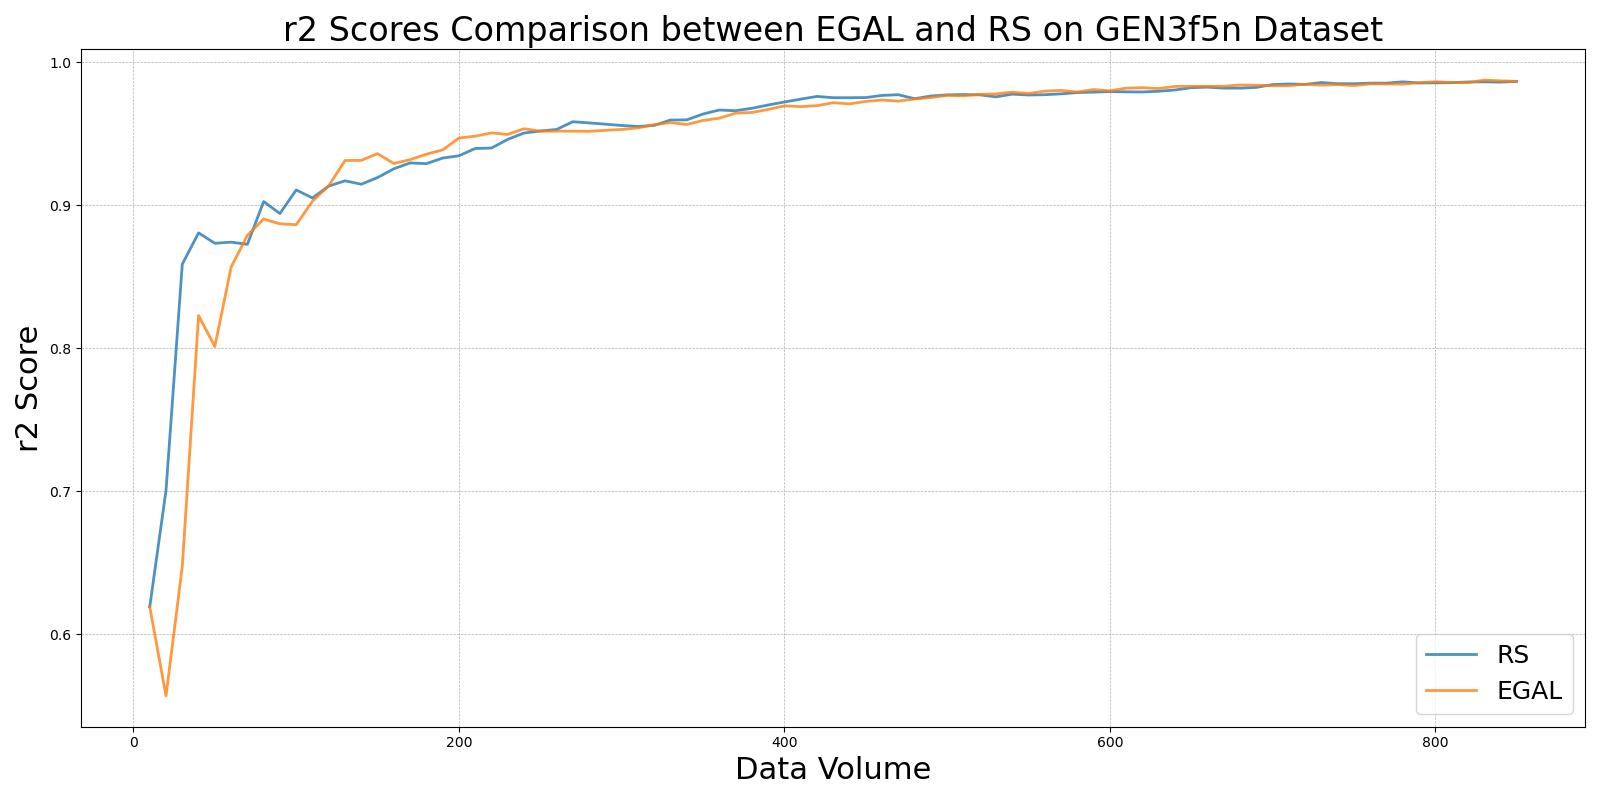 r2 Scores Comparison between EGAL and RS on GEN3f5n Dataset
1.0
0.9
0.8
0.7
0.6
r2 Score
0
200
400
600
800
Data Volume
RS
EGAL